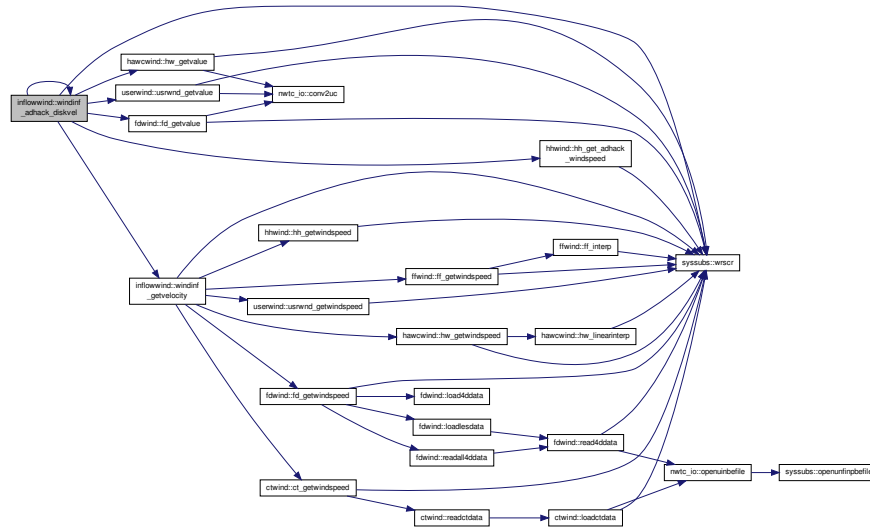 hawcwind::hw_getvalue
inflowwind::windinf
_adhack_diskvel
userwind::usrwnd_getvalue
nwtc_io::conv2uc
fdwind::fd_getvalue
hhwind::hh_get_adhack
_windspeed
hhwind::hh_getwindspeed
ffwind::ff_interp
syssubs::wrscr
inflowwind::windinf
_getvelocity
ffwind::ff_getwindspeed
userwind::usrwnd_getwindspeed
hawcwind::hw_getwindspeed
hawcwind::hw_linearinterp
fdwind::fd_getwindspeed
fdwind::load4ddata
fdwind::loadlesdata
fdwind::read4ddata
fdwind::readall4ddata
nwtc_io::openuinbefile
syssubs::openunfinpbefile
ctwind::ct_getwindspeed
ctwind::readctdata
ctwind::loadctdata